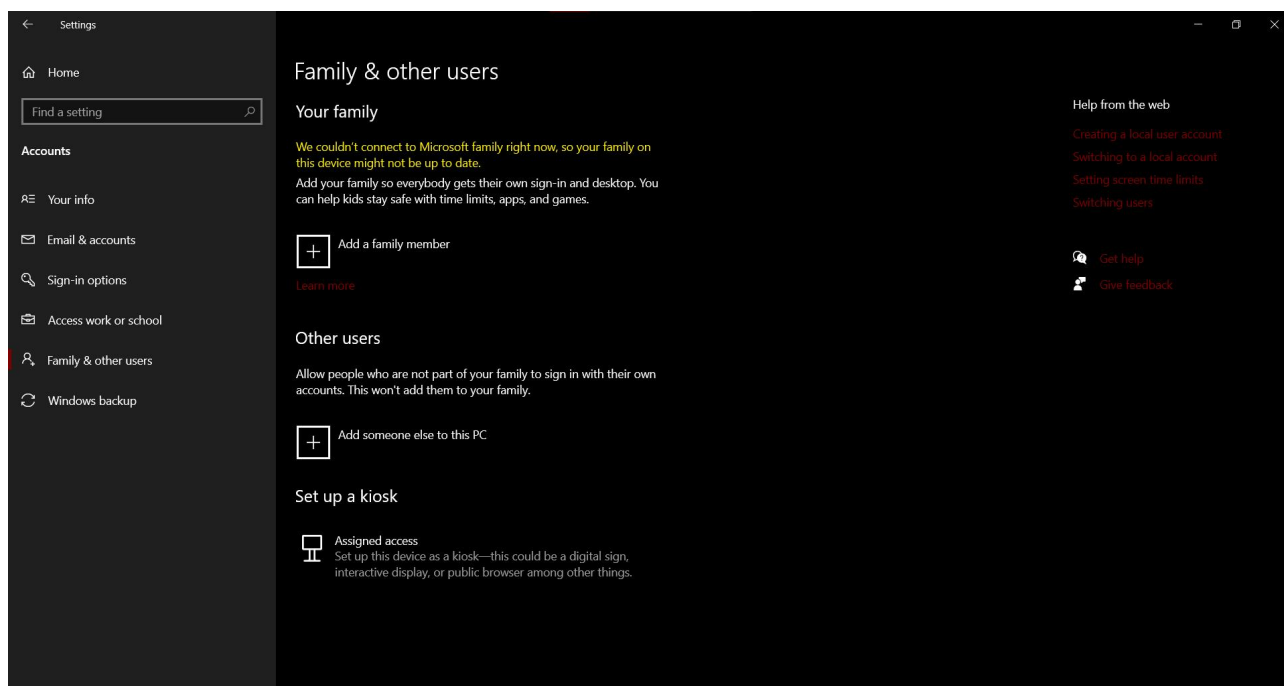 Settings
Home
Find a setting
Accounts
Your info
Email & accounts
Sign-in options
Access work or school
Family & other users
Windows backup
Family & other users
Your family
We couldn't connect to Microsoft family right now, so your family on
this device might not be up to date.
Add your family so everybody gets their own sign-in and desktop. You
can help kids stay safe with time limits, apps, and games.
Add a family member
Learn more
Other users
Allow people who are not part of your family to sign in with their own
accounts. This won't add them to your family.
Add someone else to this PC
Set up a kiosk
Assigned access
Set up this device as a kiosk—this could be a digital sign,
interactive display, or public browser among other things.
Help from the web
Creating a local user account
Switching to a local account
Setting screen time limits
Switching users
Get help
Give feedback